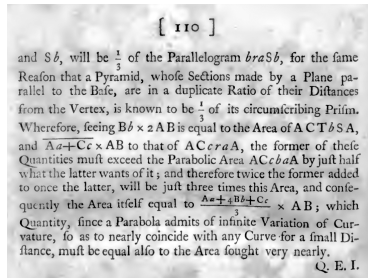 [ 110 ]
and Sb, will be 1/3 of the Parallelogram braSb, for the ſame
Reaſon that a Pyramid, whoſe Sections made by a Plane pa-
rallel to the Baſe, are in a duplicate Ratio of their Diſtances
from the Vertex, is known to be 1/3 of its circumſcribing Priſm.
Wherefore, ſeeing Bb × 2 AB is equal to the Area of ACTbSA,
and Aa+Cc × AB to that of ACcraA, the former of theſe
Quantities muſt exceed the Parabolic Area ACcbaA by juſt half
what the latter wants of it; and therefore twice the former added
to once the latter, will be juſt three times this Area, and conſe-
quently the Area itſelf equal to Aa+4Bb+Cc/3 × AB; which
Quantity, ſince a Parabola admits of infinite Variation of Cur-
vature, ſo as to nearly coincide with any Curve for a ſmall Di-
ſtance, muſt be equal alſo to the Area ſought very nearly.
Q. E. I.